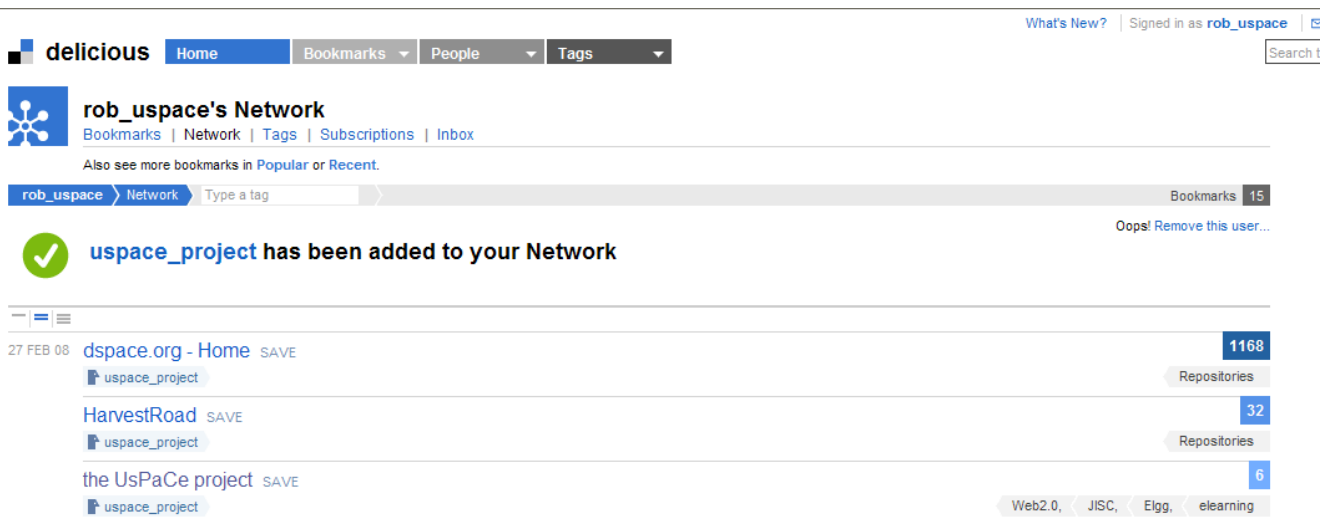 What's New? Signed in as rob_uspace
delicious Home Bookmarks People Tags
Search t
rob_uspace's Network
Bookmarks | Network | Tags | Subscriptions | Inbox
Also see more bookmarks in Popular or Recent.
rob_uspace Network Type a tag Bookmarks 15
Oops! Remove this user...
uspace_project has been added to your Network
27 FEB 08 dspace.org - Home SAVE 1168
uspace_project Repositories
HarvestRoad SAVE 32
uspace_project Repositories
the UsPaCe project SAVE 6
uspace_project Web2.0, JISC, Elgg, elearning